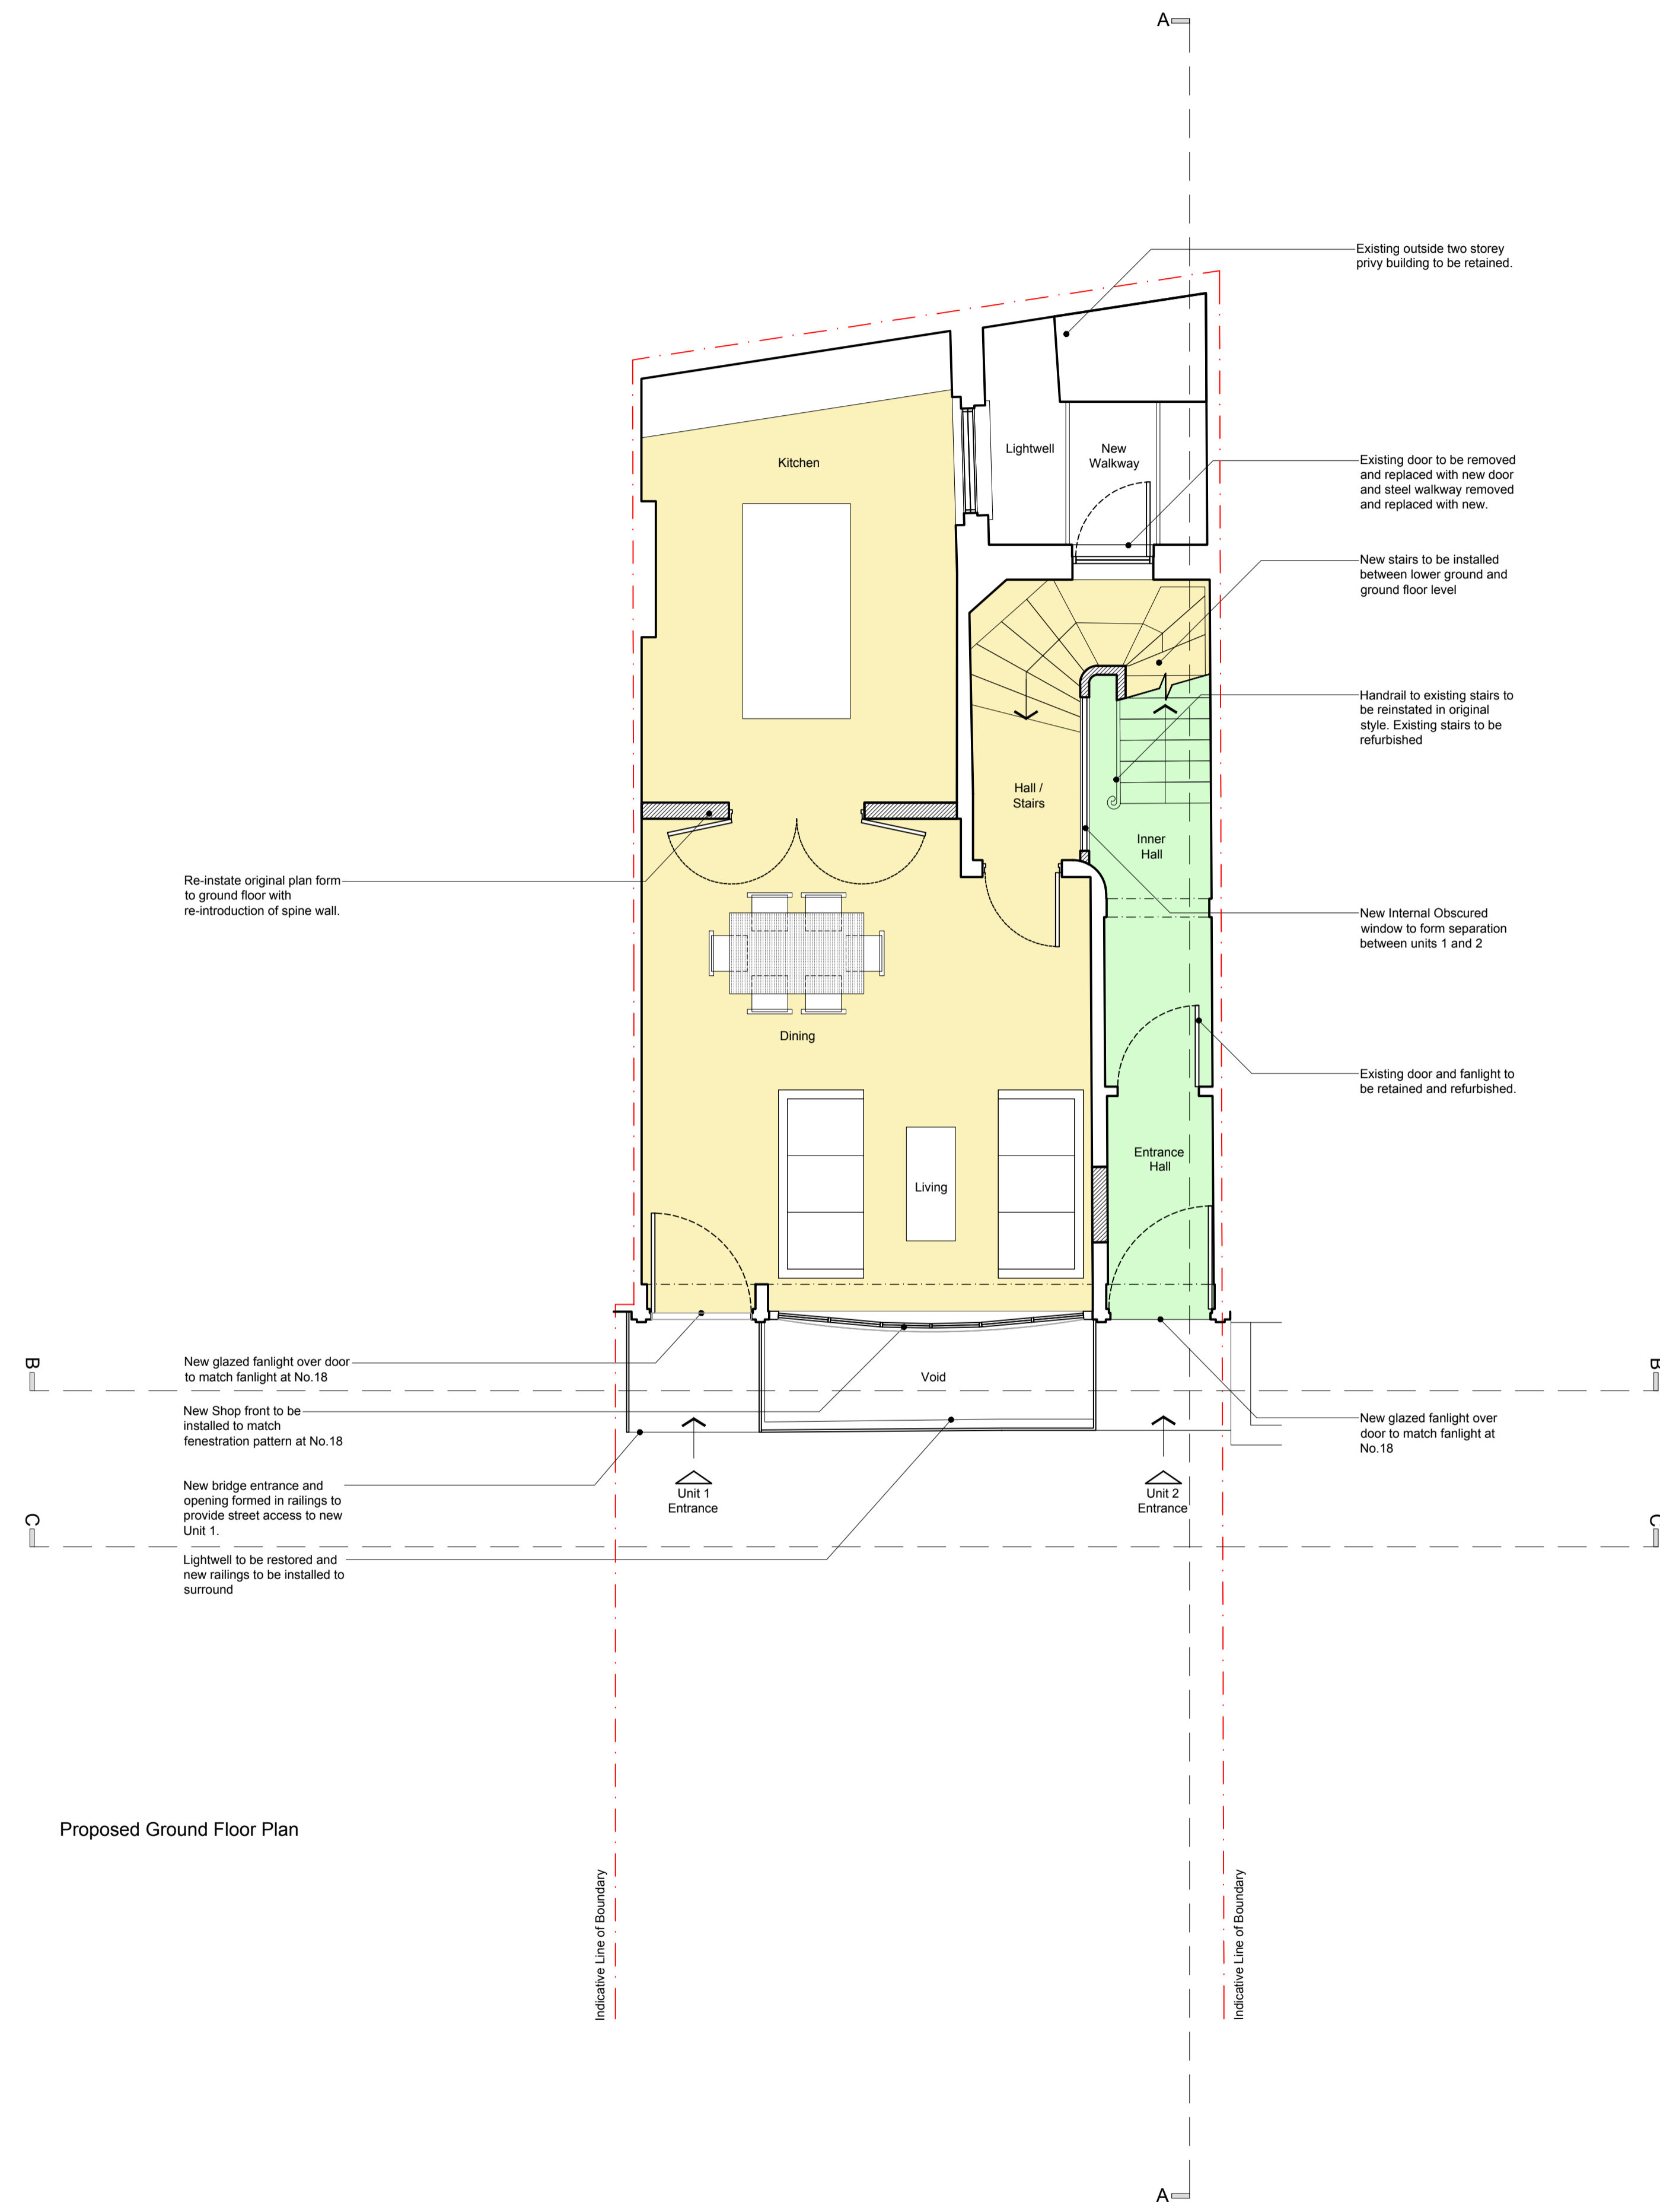 A
Existing outside two storey
privy building to be retained.
Kitchen
Lightwell
New
Walkway
Existing door to be removed
and replaced with new door
and steel walkway removed
and replaced with new.
New stairs to be installed
between lower ground and
ground floor level
Handrail to existing stairs to
be reinstated in original
style. Existing stairs to be
refurbished
Hall /
Stairs
Inner
Hall
Re-instate original plan form
to ground floor with
re-introduction of spine wall.
New Internal Obscured
window to form separation
between units 1 and 2
Dining
Existing door and fanlight to
be retained and refurbished.
Entrance
Hall
Living
B
New glazed fanlight over door
to match fanlight at No.18
Void
B
New Shop front to be
installed to match
fenestration pattern at No.18
New glazed fanlight over
door to match fanlight at
No.18
New bridge entrance and
opening formed in railings to
provide street access to new
Unit 1.
Unit 1
Entrance
Unit 2
Entrance
C
C
Lightwell to be restored and
new railings to be installed to
surround
Proposed Ground Floor Plan
Indicative Line of Boundary
Indicative Line of Boundary
A